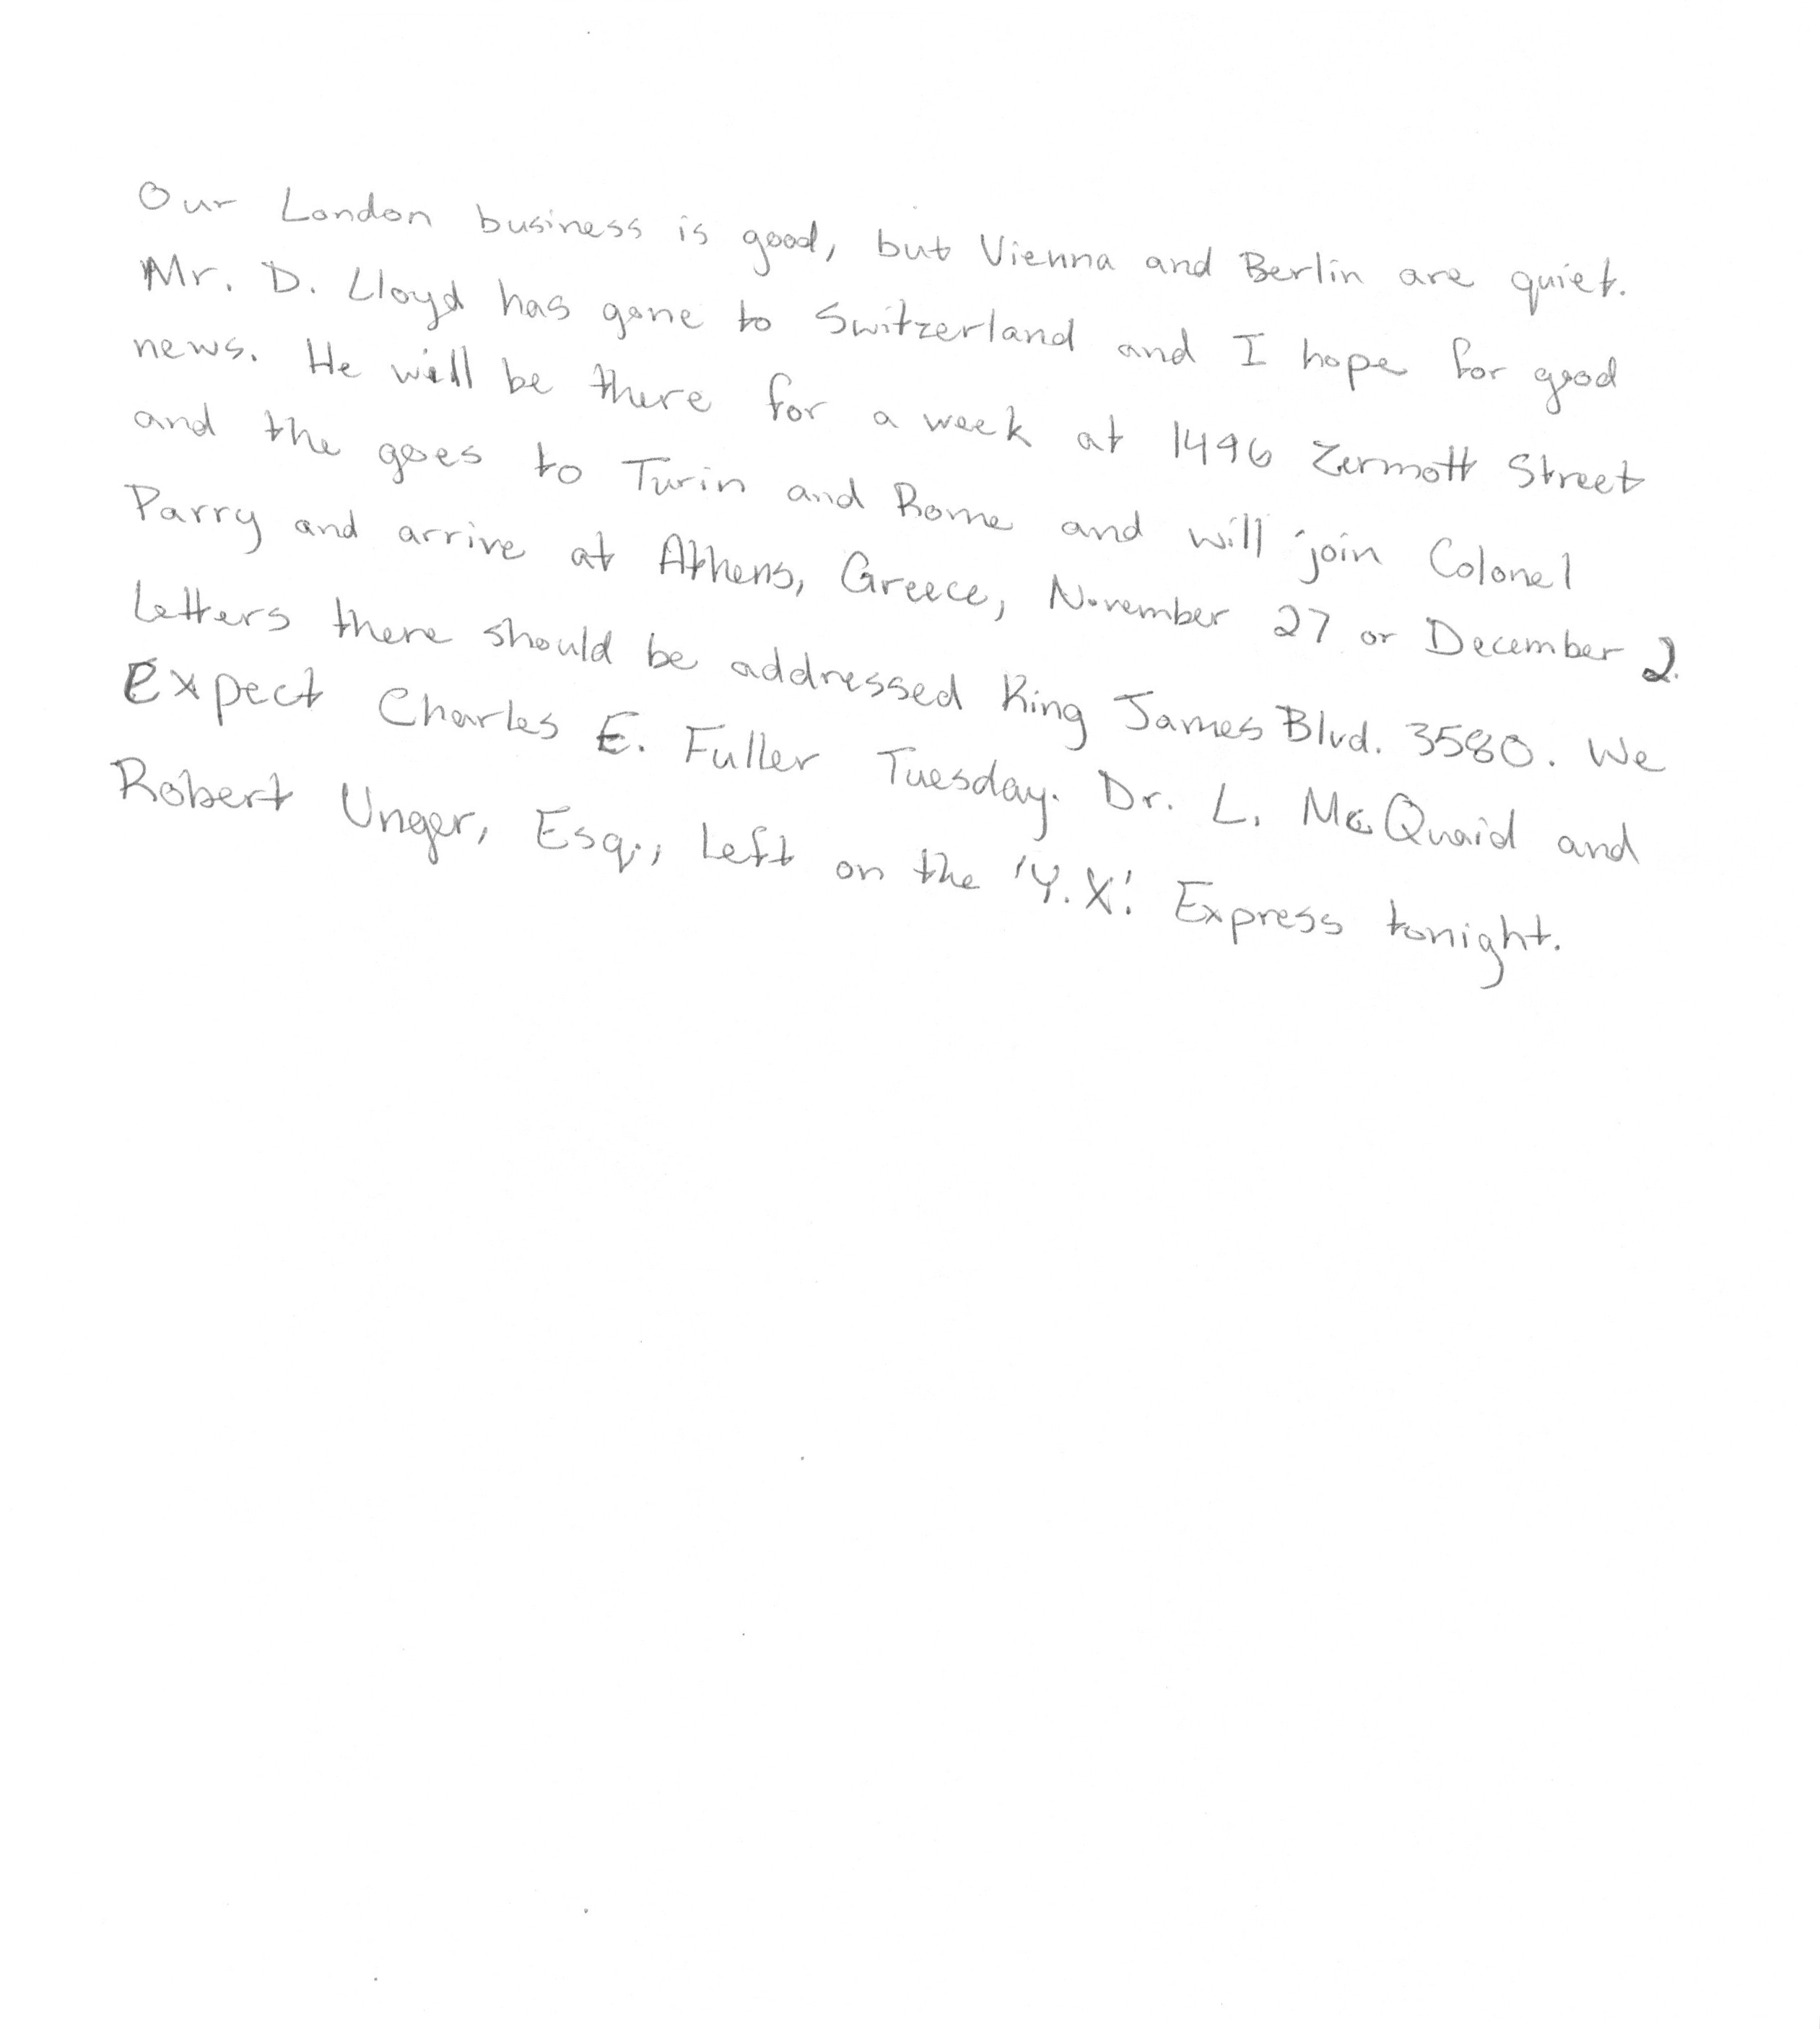 Our London business is good, but Vienna and Berlin are quiet.
Mr. D. Lloyd has gone to Switzerland and I hope for good
news. He will be there for a week at 1496 Zermott Street
and the goes to Turin and Rome and will join Colonel
Parry and arrive at Athens, Greece, November 27 or December 2.
Letters there should be addressed King James Blvd. 3580. We
Expect Charles E. Fuller Tuesday. Dr. L. McQuaid and
Robert Unger, Esq., Left on the 'Y.X.' Express tonight.